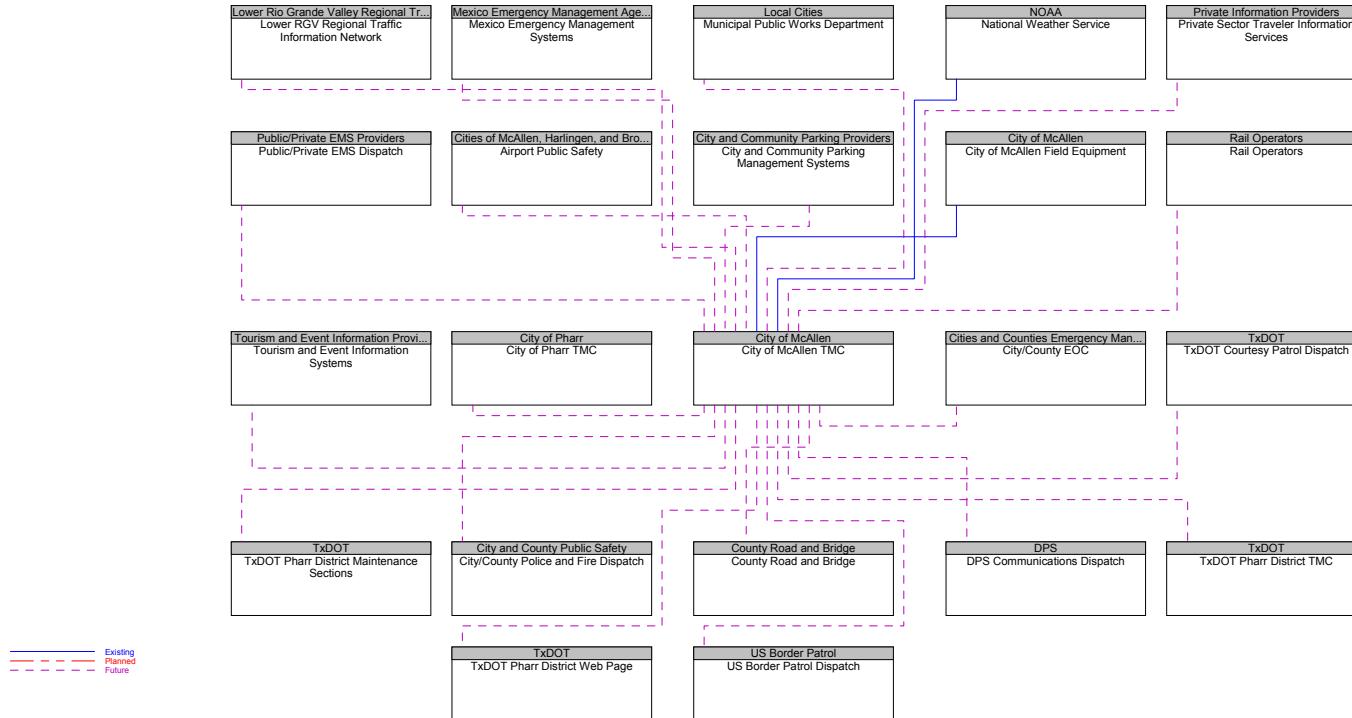 Lower Rio Grande Valley Regional Tr...
Lower RGV Regional Traffic
Information Network
Mexico Emergency Management Age...
Mexico Emergency Management
Systems
Local Cities
Municipal Public Works Department
NOAA
National Weather Service
Private Information Providers
Private Sector Traveler Information
Services
Public/Private EMS Providers
Public/Private EMS Dispatch
Cities of McAllen, Harlingen, and Bro...
Airport Public Safety
City and Community Parking Providers
City and Community Parking
Management Systems
City of McAllen
City of McAllen Field Equipment
Rail Operators
Rail Operators
Tourism and Event Information Provi...
Tourism and Event Information
Systems
City of Pharr
City of Pharr TMC
City of McAllen
City of McAllen TMC
Cities and Counties Emergency Man...
City/County EOC
TxDOT
TxDOT Courtesy Patrol Dispatch
TxDOT
TxDOT Pharr District Maintenance
Sections
City and County Public Safety
City/County Police and Fire Dispatch
County Road and Bridge
County Road and Bridge
DPS
DPS Communications Dispatch
TxDOT
TxDOT Pharr District TMC
TxDOT
TxDOT Pharr District Web Page
US Border Patrol
US Border Patrol Dispatch
Existing
Planned
Future